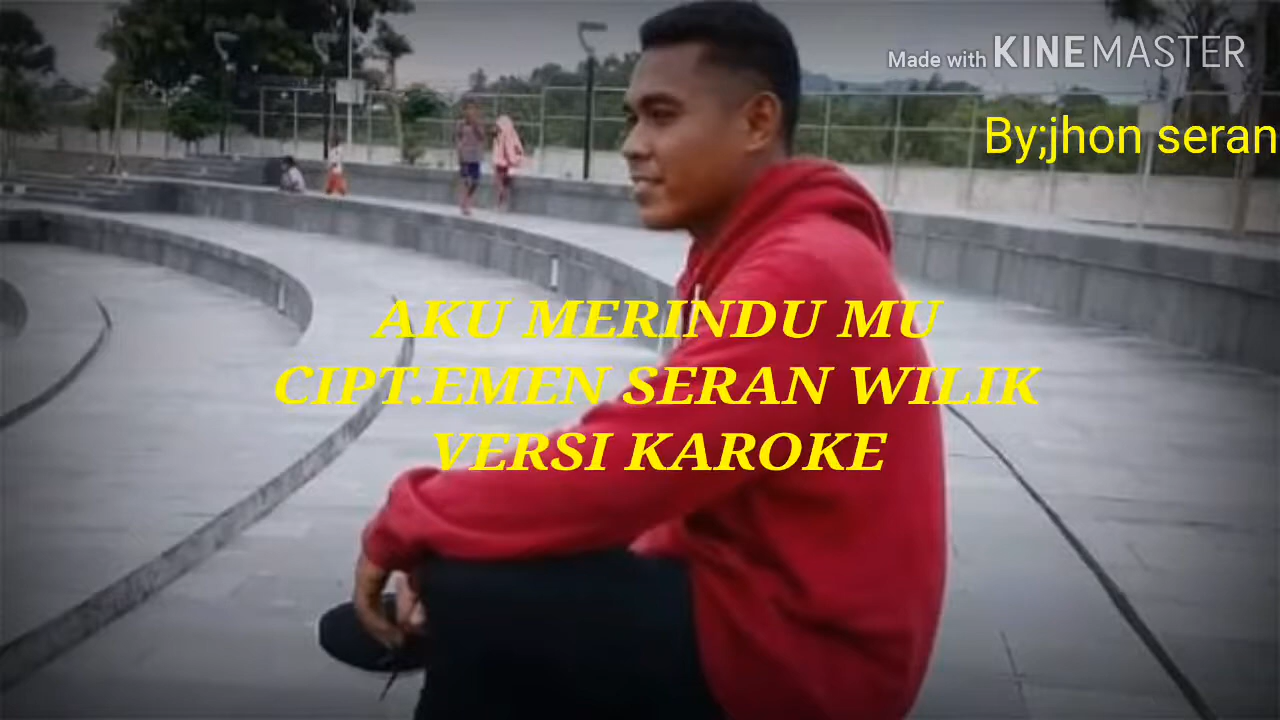 Made with KINEMASTER
By;jhon seran
AKU MERINDU MU
CIPT.EMEN SERAN WILIK
VERSI KAROKE